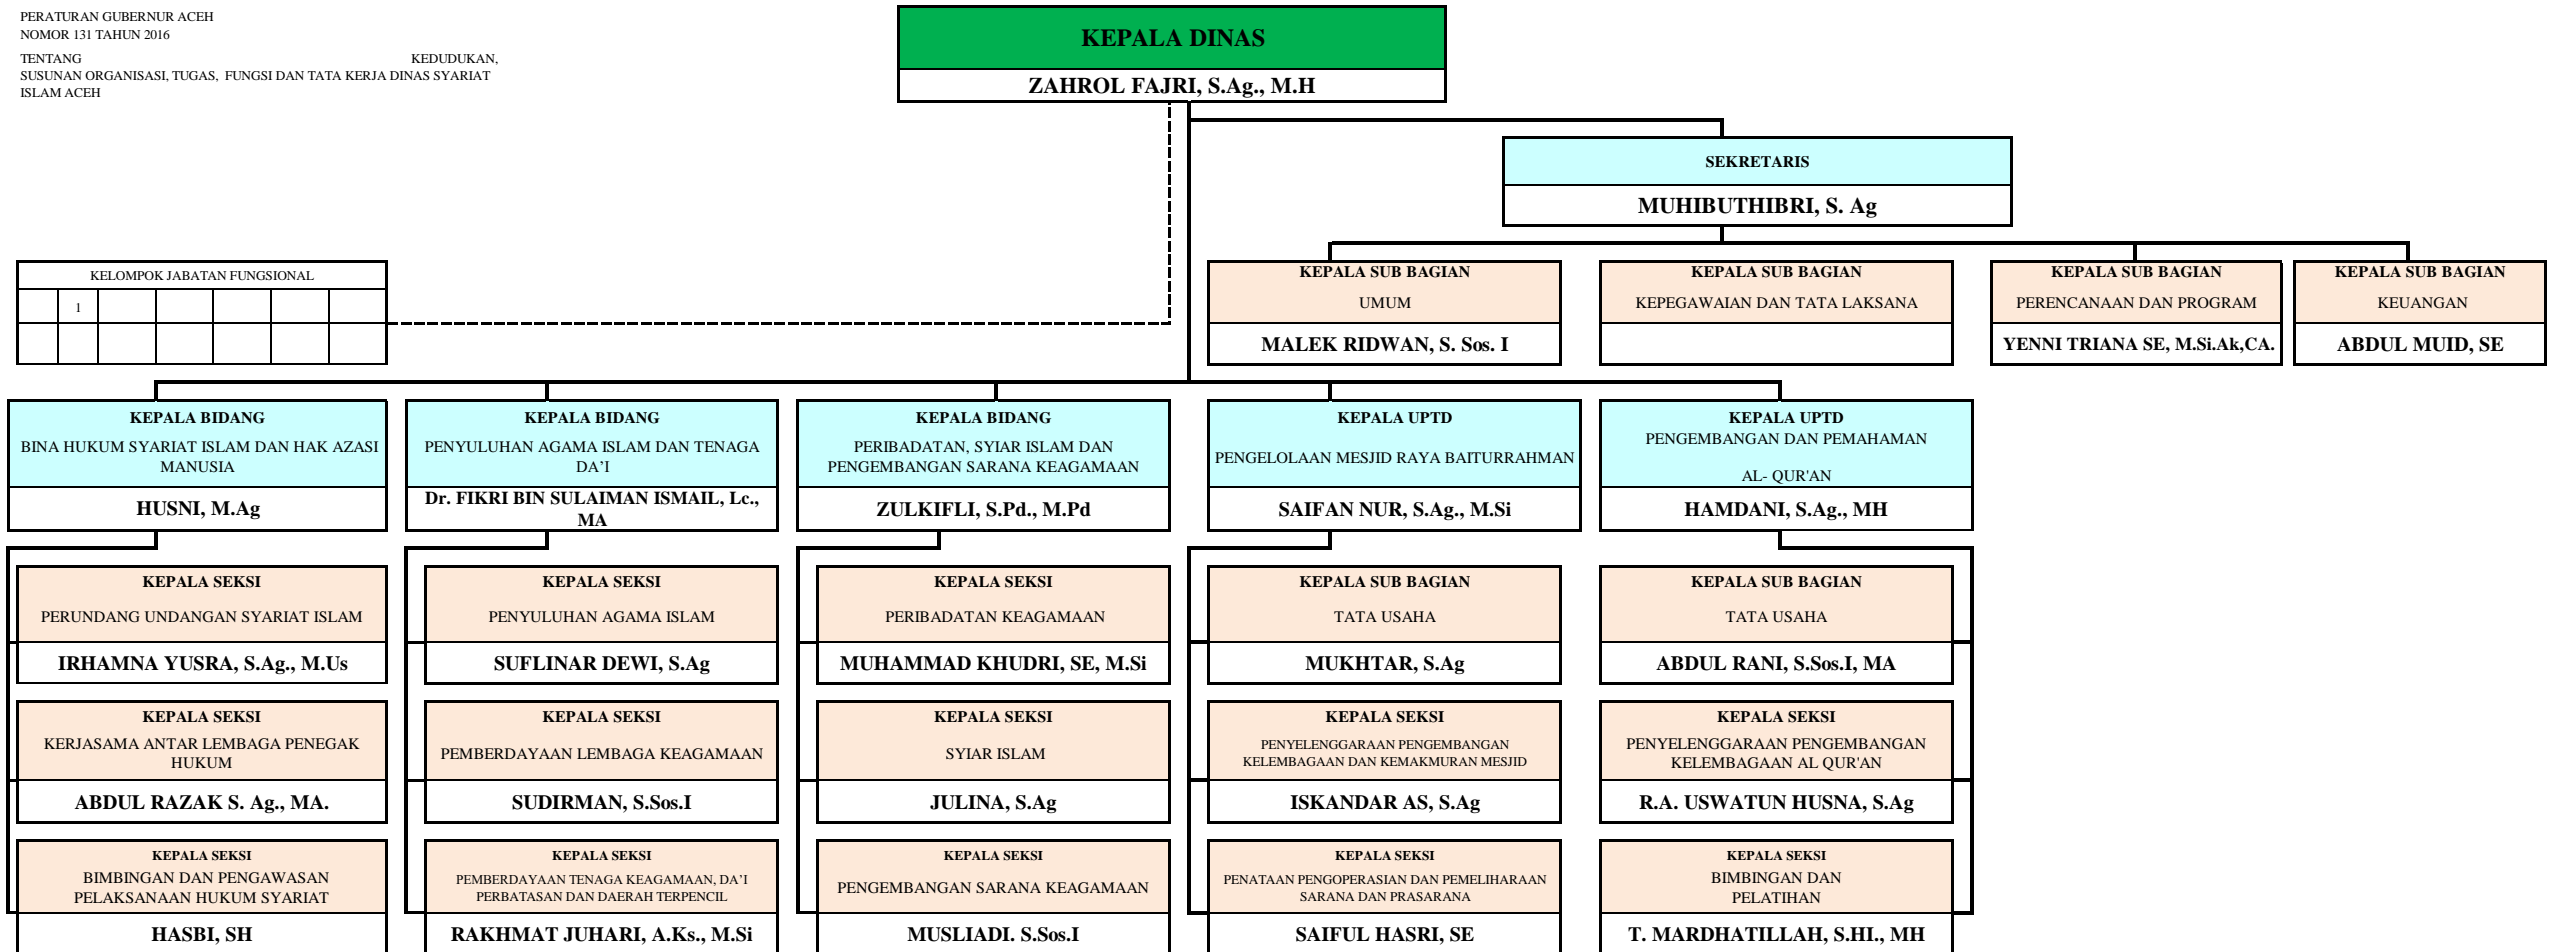 PERATURAN GUBERNUR ACEH
NOMOR 131 TAHUN 2016
TENTANG KEDUDUKAN,
SUSUNAN ORGANISASI, TUGAS, FUNGSI DAN TATA KERJA DINAS SYARIAT
ISLAM ACEH
KEPALA DINAS
ZAHROL FAJRI, S.Ag., M.H
SEKRETARIS
MUHIBUTHIBRI, S. Ag
KELOMPOK JABATAN FUNGSIONAL
1
KEPALA SUB BAGIAN
UMUM
MALEK RIDWAN, S. Sos. I
KEPALA SUB BAGIAN
KEPEGAWAIAN DAN TATA LAKSANA
KEPALA SUB BAGIAN
PERENCANAAN DAN PROGRAM
YENNI TRIANA SE, M.Si.Ak,CA.
KEPALA SUB BAGIAN
KEUANGAN
ABDUL MUID, SE
KEPALA BIDANG
BINA HUKUM SYARIAT ISLAM DAN HAK AZASI
MANUSIA
HUSNI, M.Ag
KEPALA BIDANG
PENYULUHAN AGAMA ISLAM DAN TENAGA
DA’I
Dr. FIKRI BIN SULAIMAN ISMAIL, Lc.,
MA
KEPALA BIDANG
PERIBADATAN, SYIAR ISLAM DAN
PENGEMBANGAN SARANA KEAGAMAAN
ZULKIFLI, S.Pd., M.Pd
KEPALA UPTD
PENGELOLAAN MESJID RAYA BAITURRAHMAN
SAIFAN NUR, S.Ag., M.Si
KEPALA UPTD
PENGEMBANGAN DAN PEMAHAMAN
AL- QUR'AN
HAMDANI, S.Ag., MH
KEPALA SEKSI
PERUNDANG UNDANGAN SYARIAT ISLAM
IRHAMNA YUSRA, S.Ag., M.Us
KEPALA SEKSI
PENYULUHAN AGAMA ISLAM
SUFLINAR DEWI, S.Ag
KEPALA SEKSI
PERIBADATAN KEAGAMAAN
MUHAMMAD KHUDRI, SE, M.Si
KEPALA SUB BAGIAN
TATA USAHA
MUKHTAR, S.Ag
KEPALA SUB BAGIAN
TATA USAHA
ABDUL RANI, S.Sos.I, MA
KEPALA SEKSI
KERJASAMA ANTAR LEMBAGA PENEGAK
HUKUM
ABDUL RAZAK S. Ag., MA.
KEPALA SEKSI
PEMBERDAYAAN LEMBAGA KEAGAMAAN
SUDIRMAN, S.Sos.I
KEPALA SEKSI
SYIAR ISLAM
JULINA, S.Ag
KEPALA SEKSI
PENYELENGGARAAN PENGEMBANGAN
KELEMBAGAAN DAN KEMAKMURAN MESJID
ISKANDAR AS, S.Ag
KEPALA SEKSI
PENYELENGGARAAN PENGEMBANGAN
KELEMBAGAAN AL QUR'AN
R.A. USWATUN HUSNA, S.Ag
KEPALA SEKSI
BIMBINGAN DAN PENGAWASAN
PELAKSANAAN HUKUM SYARIAT
HASBI, SH
KEPALA SEKSI
PEMBERDAYAAN TENAGA KEAGAMAAN, DA’I
PERBATASAN DAN DAERAH TERPENCIL
RAKHMAT JUHARI, A.Ks., M.Si
KEPALA SEKSI
PENGEMBANGAN SARANA KEAGAMAAN
MUSLIADI. S.Sos.I
KEPALA SEKSI
PENATAAN PENGOPERASIAN DAN PEMELIHARAAN
SARANA DAN PRASARANA
SAIFUL HASRI, SE
KEPALA SEKSI
BIMBINGAN DAN
PELATIHAN
T. MARDHATILLAH, S.HI., MH